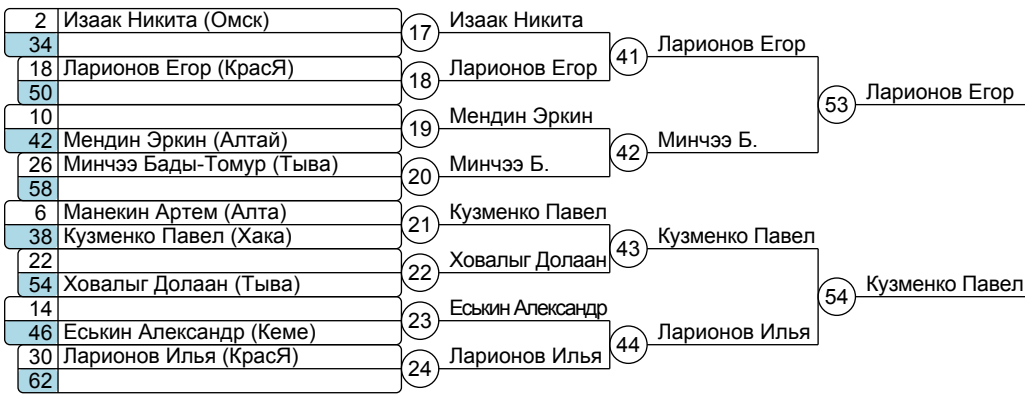 2 Изаак Никита (Омск)
34
18 Ларионов Егор (КрасЯ)
50
10
42 Мендин Эркин (Алтай)
26 Минчээ Бады-Томур (Тыва)
58
6 Манекин Артем (Алта)
38 Кузменко Павел (Хака)
22
54 Ховалыг Долаан (Тыва)
14
46 Еськин Александр (Кеме)
30 Ларионов Илья (КрасЯ)
62
17 Изаак Никита
18 Ларионов Егор
19 Мендин Эркин
20 Минчээ Б.
21 Кузменко Павел
22 Ховалыг Долаан
23 Еськин Александр
24 Ларионов Илья
41 Ларионов Егор
42 Минчээ Б.
43 Кузменко Павел
44 Ларионов Илья
53 Ларионов Егор
54 Кузменко Павел